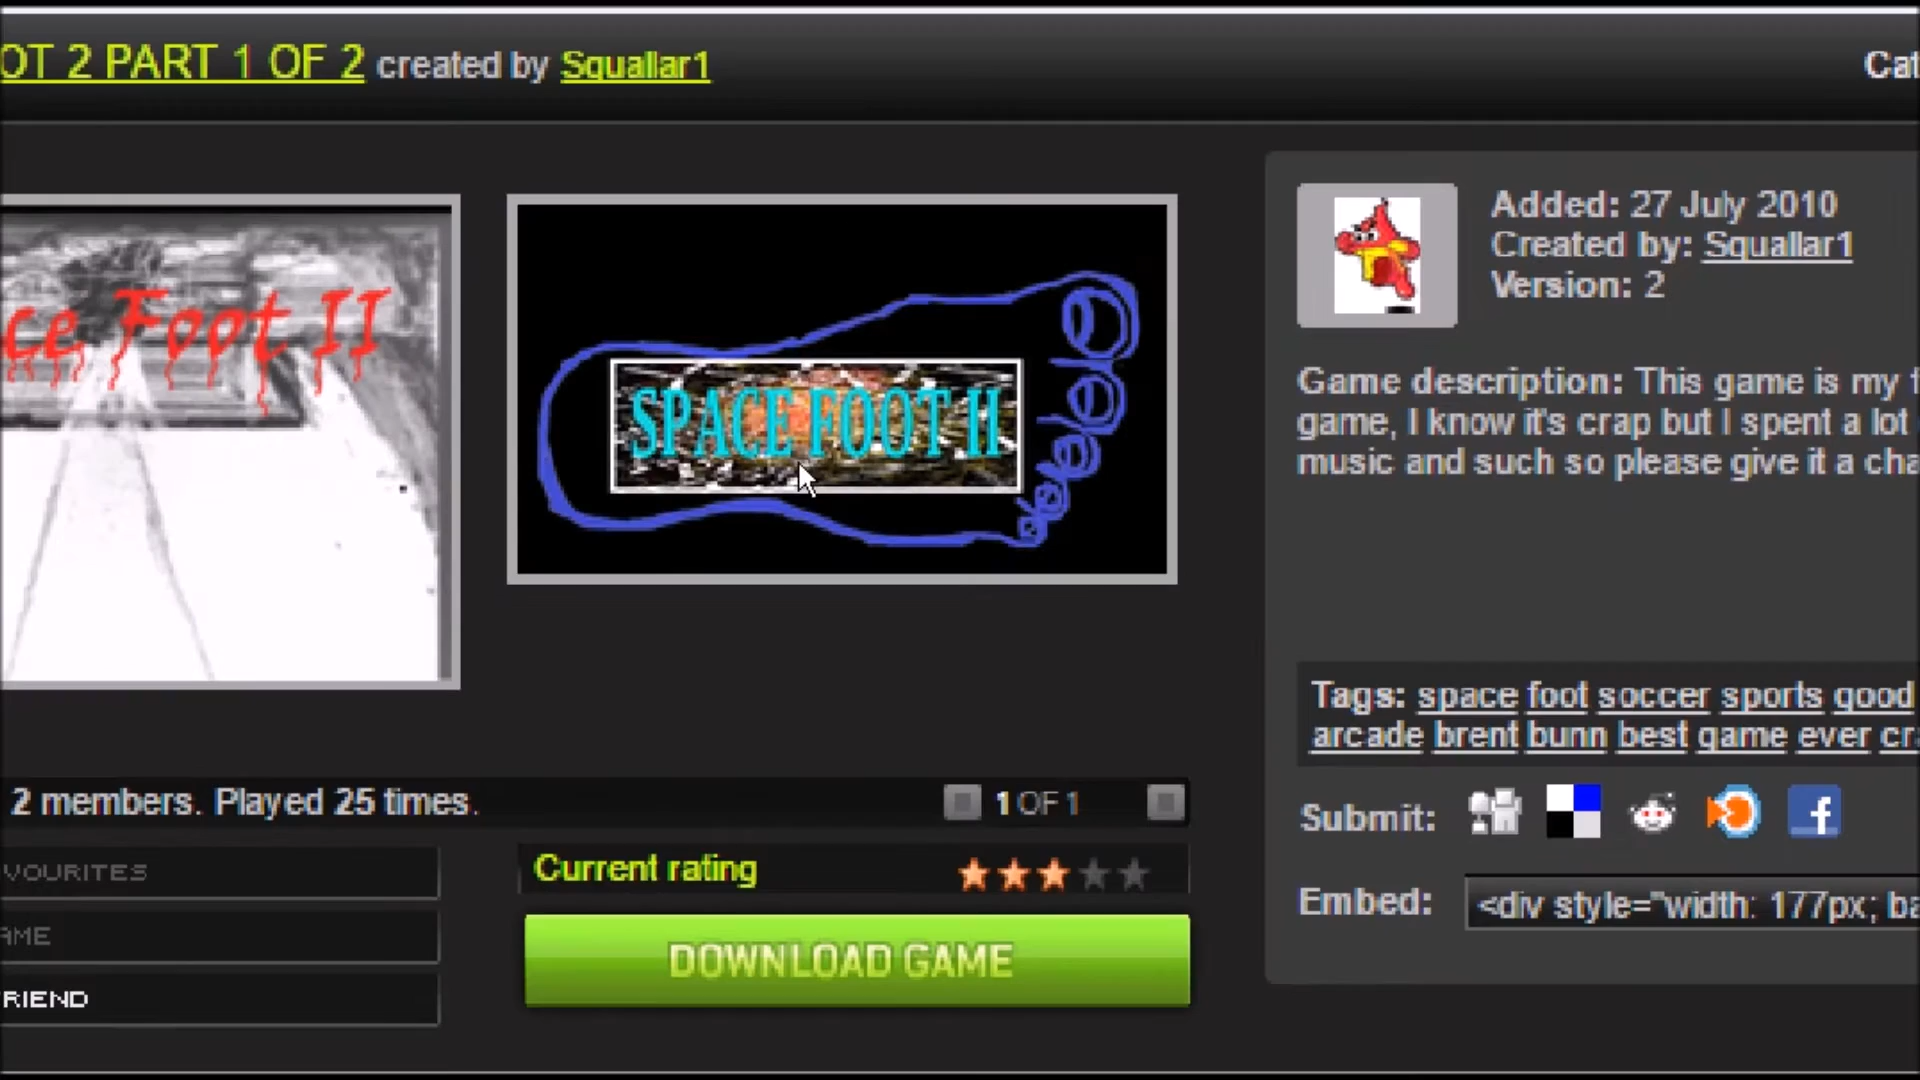 OT 2 PART 1 OF 2 created by Squallar1
Cat
ce Foot II
SPACE FOOT II
Added: 27 July 2010
Created by: Squallar1
Version: 2
Game description: This game is my f
game, I know it's crap but I spent a lot
music and such so please give it a cha
Tags: space foot soccer sports good
arcade brent bunn best game ever cra
2 members. Played 25 times.
1 OF 1
VOURITES
AME
RIEND
Current rating
DOWNLOAD GAME
Submit:
f
Embed: <div style="width: 177px; ba